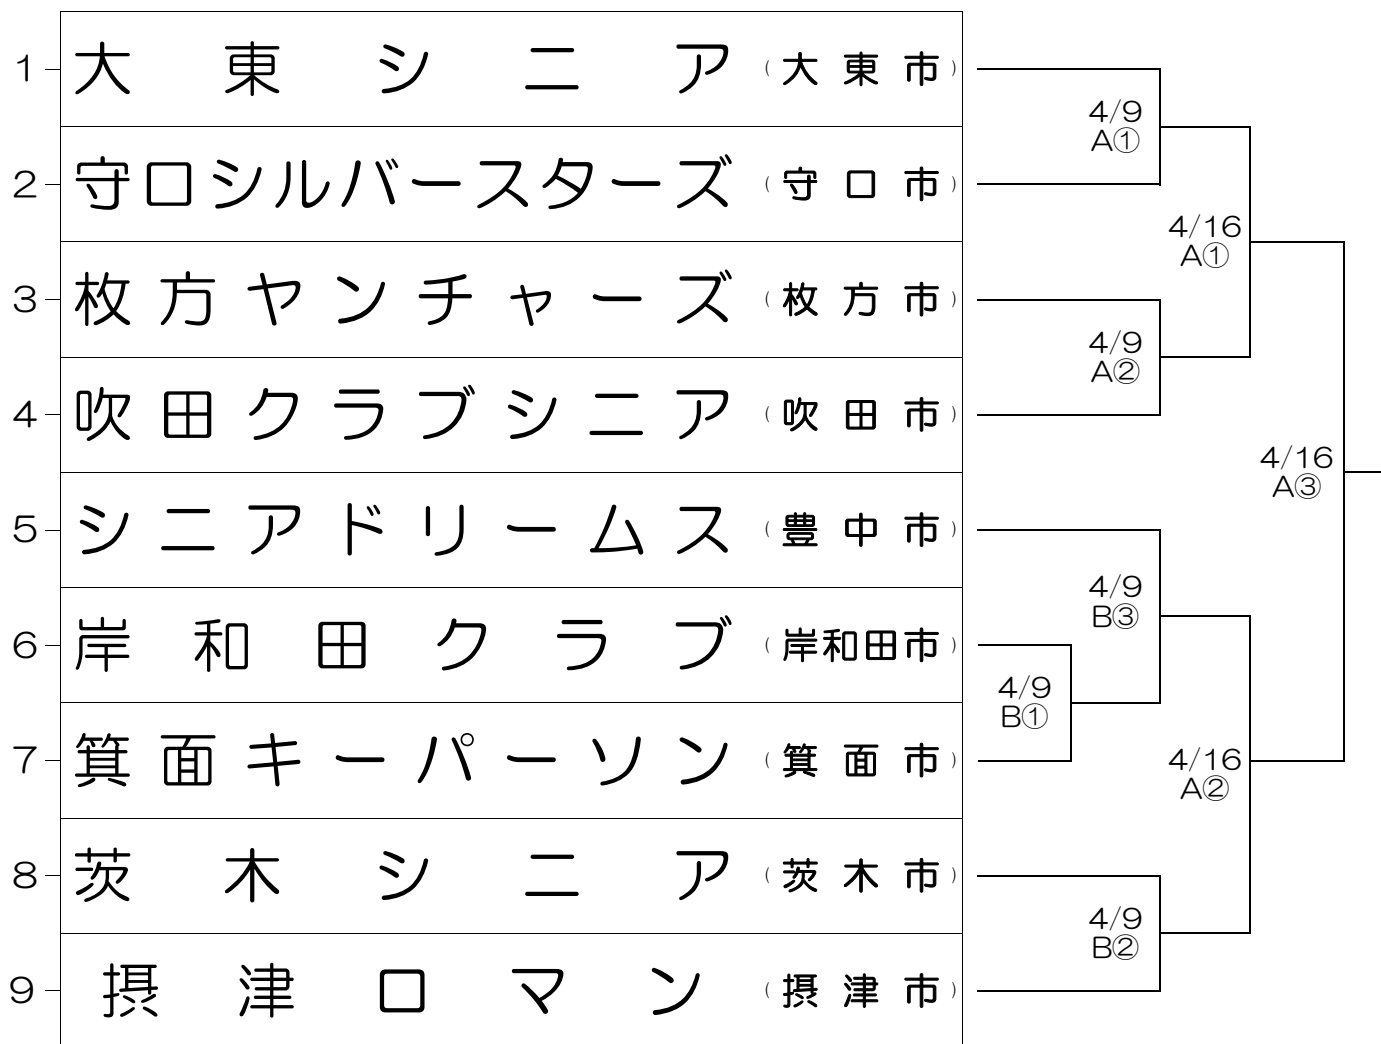 1 大東シニア (大東市)
4/9
A①
2 守口シルバースターズ (守口市)
4/16
A①
3 枚方ヤンチャーズ (枚方市)
4/9
A②
4 吹田クラブシニア (吹田市)
4/16
A③
5 シニアドリームス (豊中市)
4/9
B③
6 岸和田クラブ (岸和田市)
4/9
B①
7 箕面キーパーソン (箕面市)
4/16
A②
8 茨木シニア (茨木市)
4/9
B②
9 摂津ロマン (摂津市)